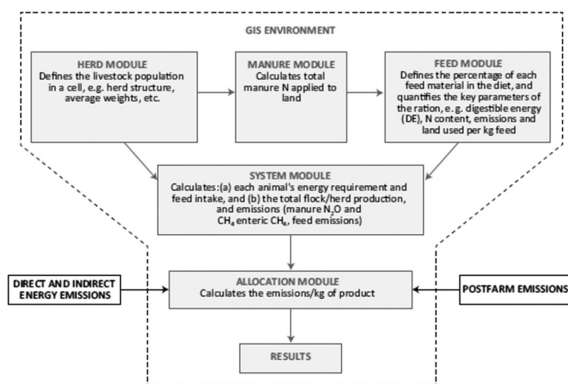 GIS ENVIRONMENT
HERD MODULE
Defines the livestock population
in a cell, e.g. herd structure,
average weights, etc.
MANURE MODULE
Calculates total
manure N applied to
land
FEED MODULE
Defines the percentage of each
feed material in the diet, and
quantifies the key parameters of
the ration, e. g. digestible energy
(DE), N content, emissions and
land used per kg feed
SYSTEM MODULE
Calculates:(a) each animal's energy requirement and
feed intake, and (b) the total flock/herd production,
and emissions (manure N₂O and
CH₄ enteric CH₄, feed emissions)
DIRECT AND INDIRECT
ENERGY EMISSIONS
ALLOCATION MODULE
Calculates the emissions/kg of product
POSTFARM EMISSIONS
RESULTS